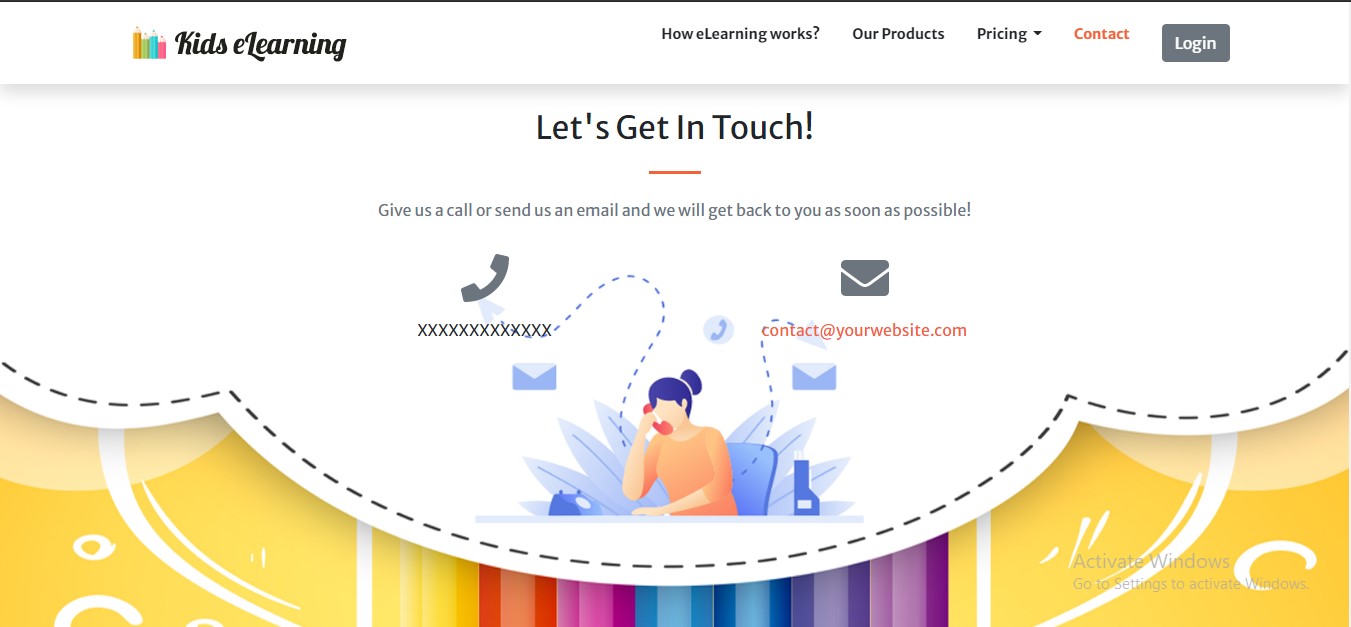 Kids eLearning
How eLearning works? Our Products Pricing Contact Login
Let's Get In Touch!
Give us a call or send us an email and we will get back to you as soon as possible!
XXXXXXXXXXXXX contact@yourwebsite.com
Activate Windows
Go to Settings to activate Windows.